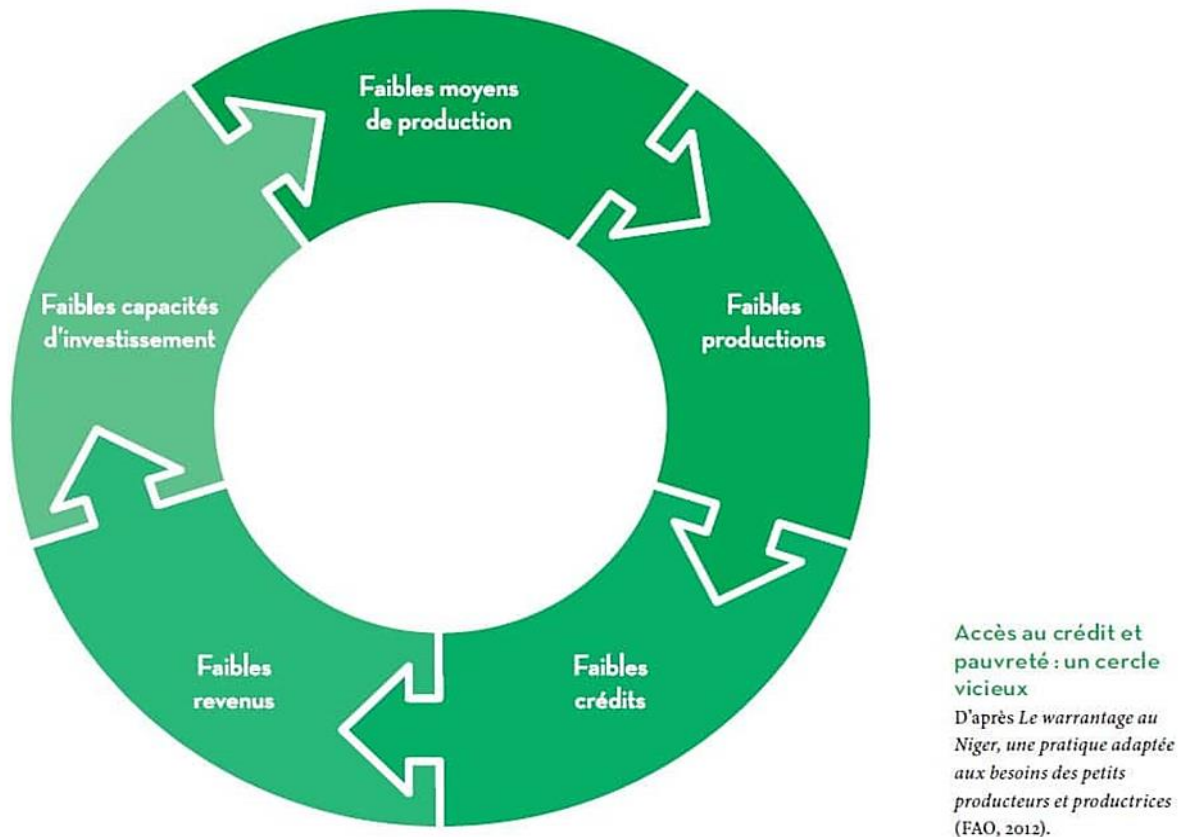 Faibles moyens
de production
Faibles
productions
Faibles
crédits
Faibles
revenus
Faibles capacités
d'investissement
Accès au crédit et
pauvreté : un cercle
vicieux
D'après Le warrantage au
Niger, une pratique adaptée
aux besoins des petits
producteurs et productrices
(FAO, 2012).